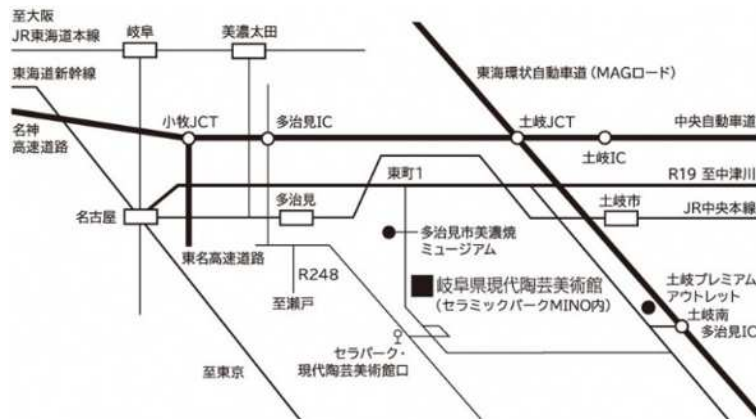 至大阪
JR東海道本線
岐阜
美濃太田
東海道新幹線
東海環状自動車道(MAGロード)
名神
高速道路
小牧JCT
多治見IC
土岐JCT
中央自動車道
土岐IC
東町1
R19 至中津川
名古屋
多治見
土岐市
JR中央本線
多治見市美濃焼
ミュージアム
東名高速道路
R248
至瀬戸
岐阜県現代陶芸美術館
(セラミックパークMINO内)
土岐プレミアム
アウトレット
土岐南
多治見IC
セラパーク・
現代陶芸美術館口
至東京